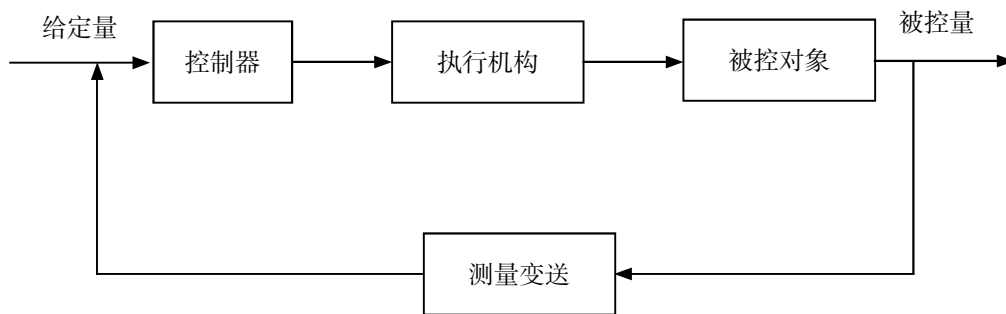 给定量
控制器
执行机构
被控对象
被控量
测量变送